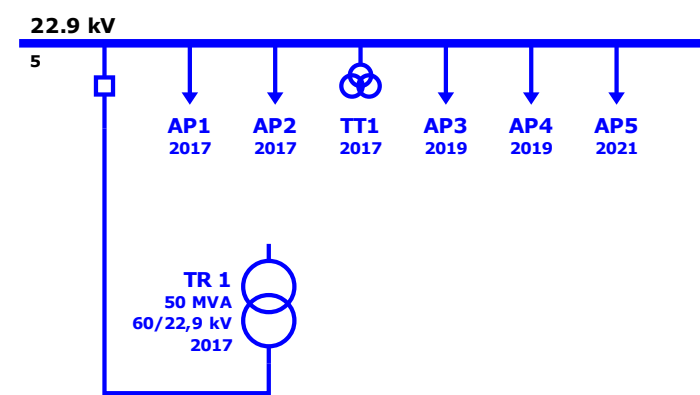 22.9 kV
5
AP1 AP2 TT1 AP3 AP4 AP5
2017 2017 2017 2019 2019 2021
TR 1
50 MVA
60/22,9 kV
2017